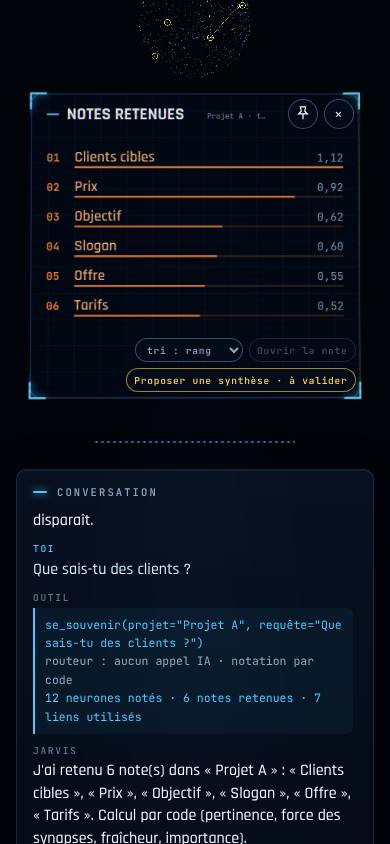 NOTES RETENUES Projet A · t… ×
01 Clients cibles 1,12
02 Prix 0,92
03 Objectif 0,62
04 Slogan 0,60
05 Offre 0,55
06 Tarifs 0,52
tri : rang Ouvrir la note
Proposer une synthèse · à valider
CONVERSATION
disparaît.
TOI
Que sais-tu des clients ?
OUTIL
se_souvenir(projet="Projet A", requête="Que
sais-tu des clients ?")
routeur : aucun appel IA · notation par
code
12 neurones notés · 6 notes retenues · 7
liens utilisés
JARVIS
J'ai retenu 6 note(s) dans « Projet A » : « Clients
cibles », « Prix », « Objectif », « Slogan », « Offre »,
« Tarifs ». Calcul par code (pertinence, force des
synapses, fraîcheur, importance).